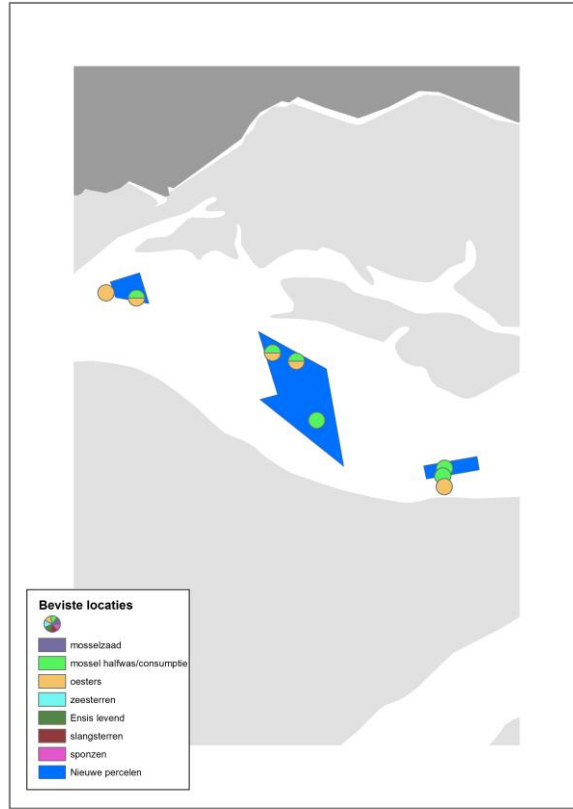 Beviste locaties
mosselzaad
mossel halfwas/consumptie
oesters
zeesterren
Ensis levend
slangsterren
sponzen
Nieuwe percelen